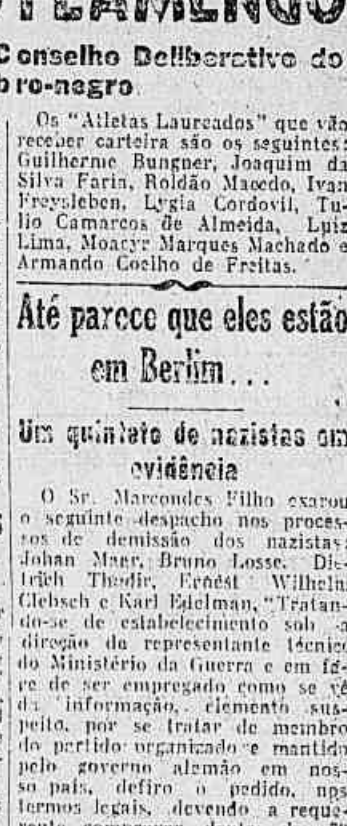 FLAMENGO
Conselho Deliberativo do
bro-negro
Os "Atletas Laureados" que vão
receber carteira são os seguintes:
Guilherme Bungner, Joaquim da
Silva Faria, Roldão Macedo, Ivan
Freysleben, Lygia Cordovil, Tu-
lio Camarcos de Almeida, Luiz
Lima, Moacyr Marques Machado e
Armando Coelho de Freitas.
Até parece que eles estão
em Berlim...
Um quinteto de nazistas em
evidência
O Sr. Marcondes Filho exarou
o seguinte despacho nos proces-
sos de demissão dos nazistas:
Johan Maer, Bruno Losse, Die-
trich Thedir, Ernest Wilhelm
Clebsch e Karl Edelman, "Tratan-
do-se de estabelecimento sob a
direção de representante técnico
do Ministério da Guerra e em fá-
ce de ser empregado como se vê
da informação, elemento sus-
peito, por se tratar de membro
do partido organizado e mantido
pelo governo alemão em nos-
so país, defiro o pedido, nos
termos legais, devendo a reque-